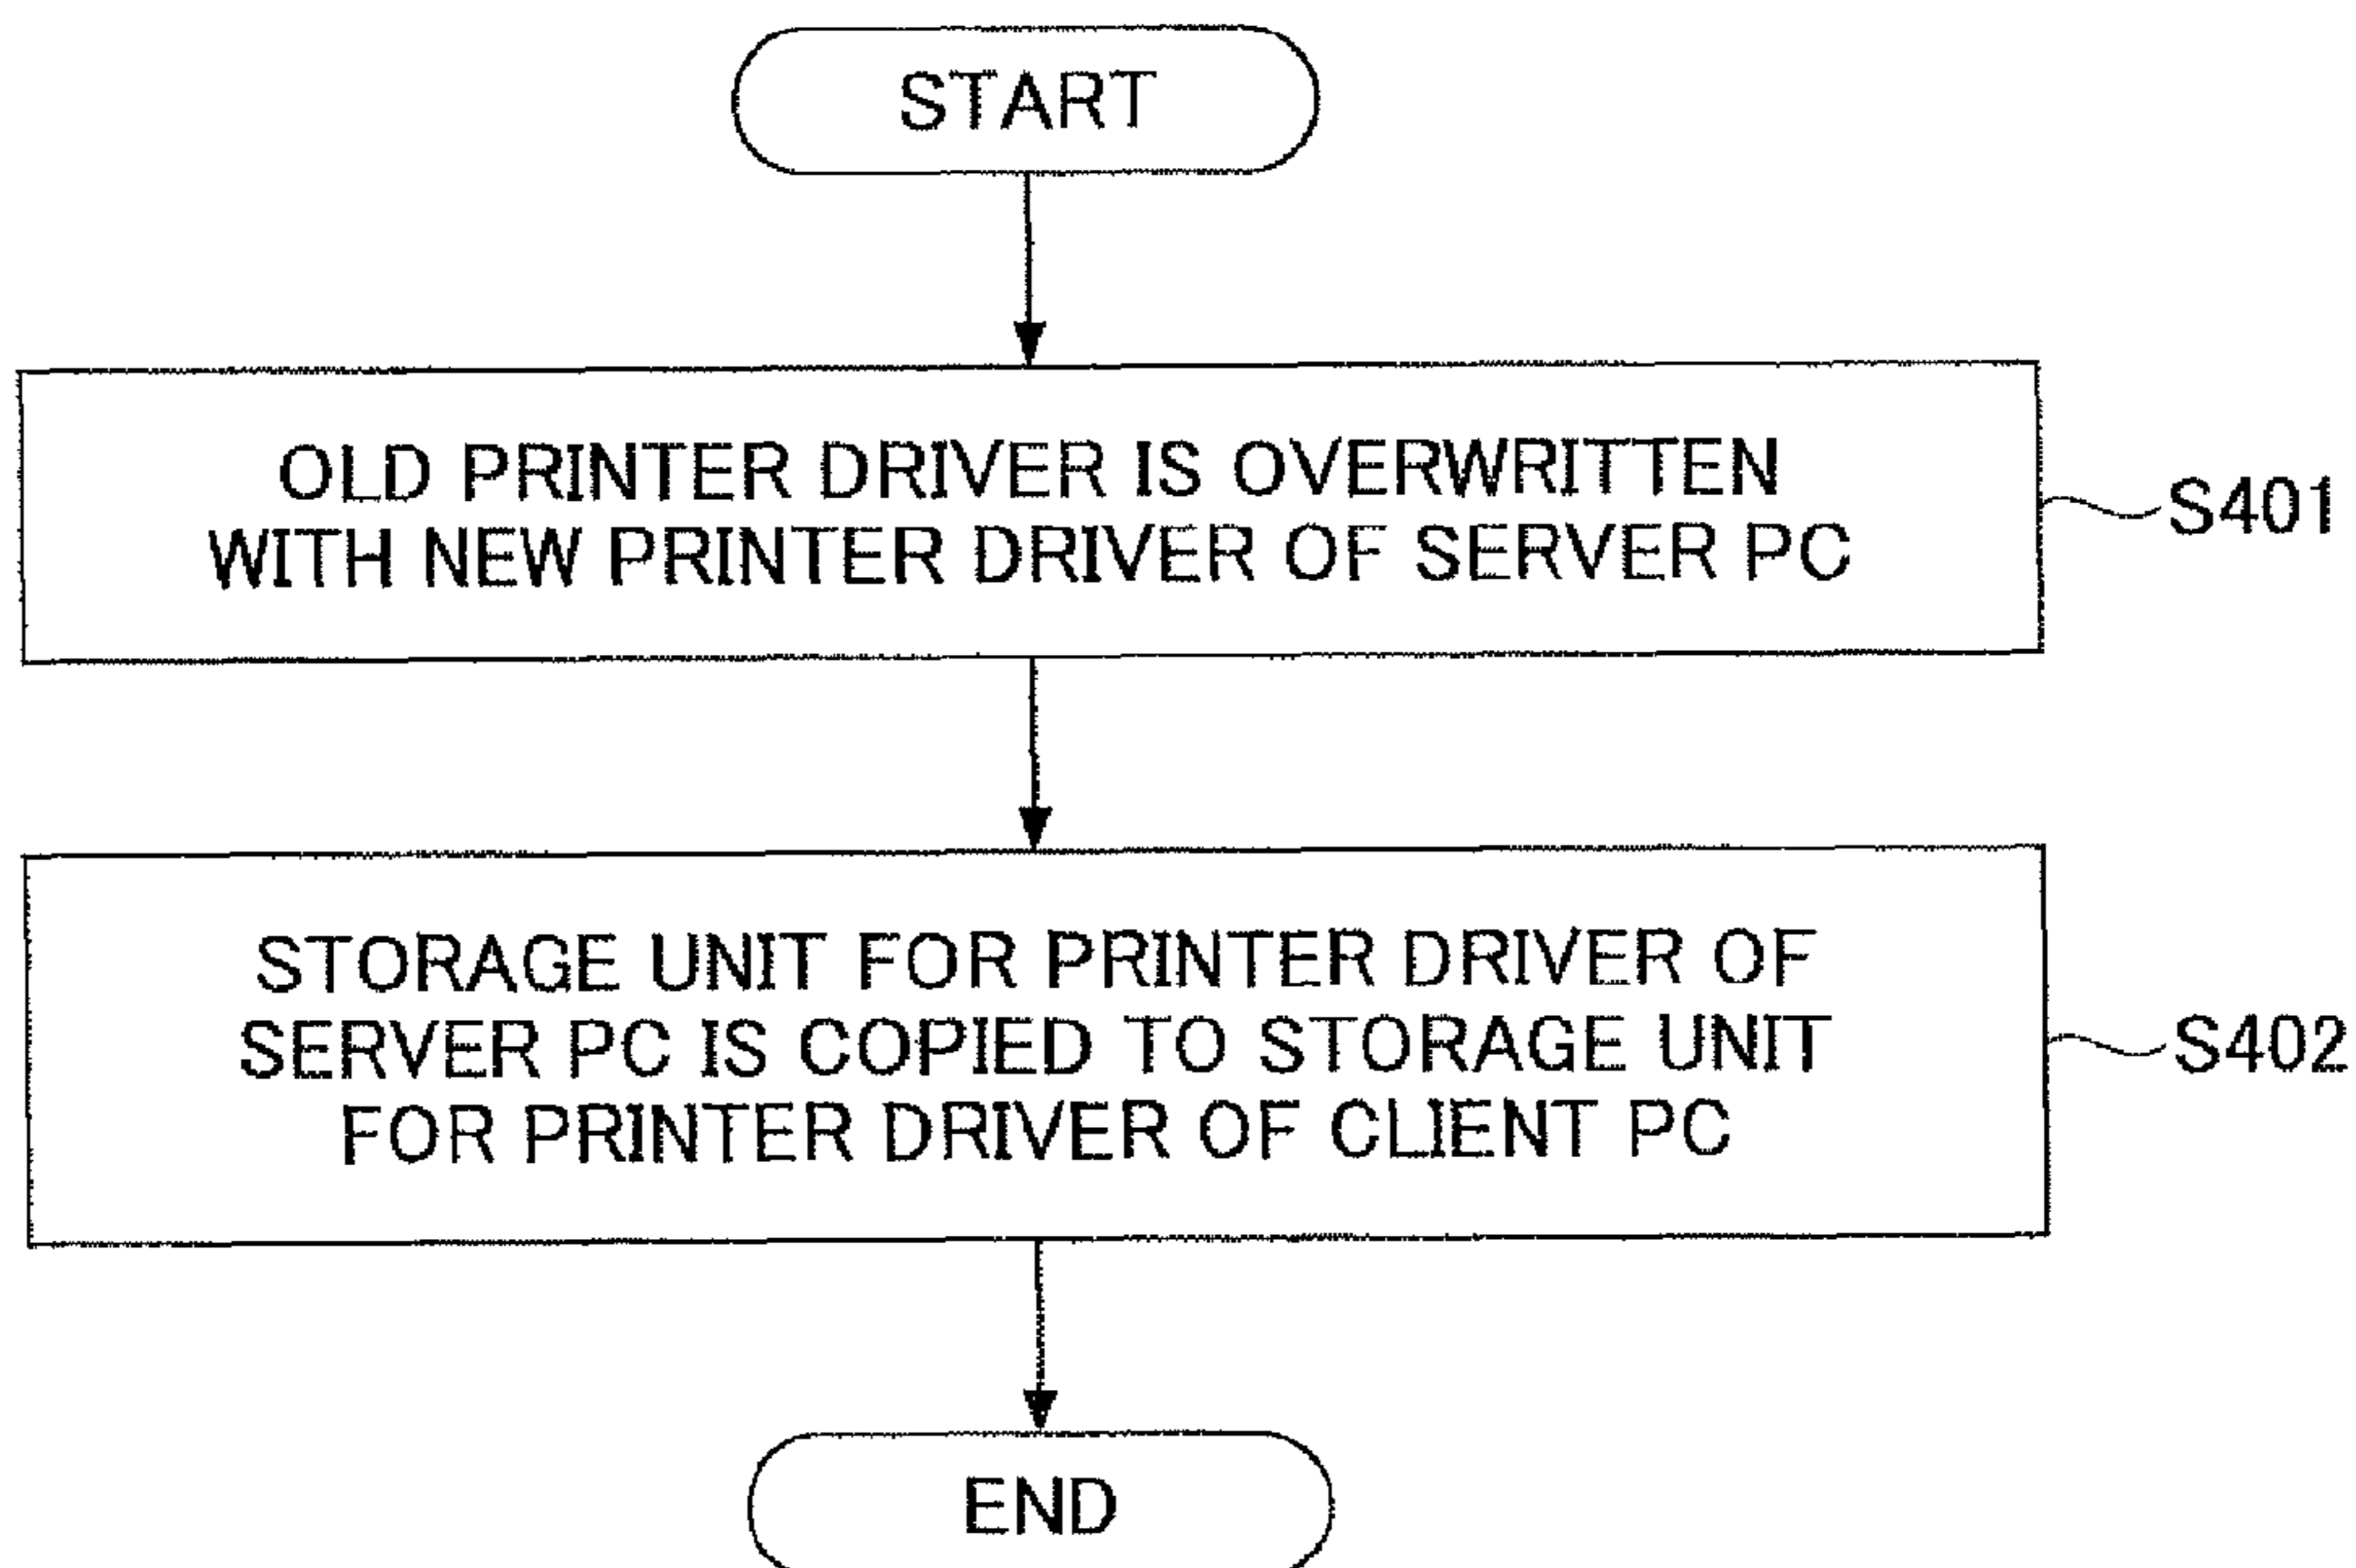 START
OLD PRINTER DRIVER IS OVERWRITTEN
WITH NEW PRINTER DRIVER OF SERVER PC
S401
STORAGE UNIT FOR PRINTER DRIVER OF
SERVER PC IS COPIED TO STORAGE UNIT
FOR PRINTER DRIVER OF CLIENT PC
S402
END